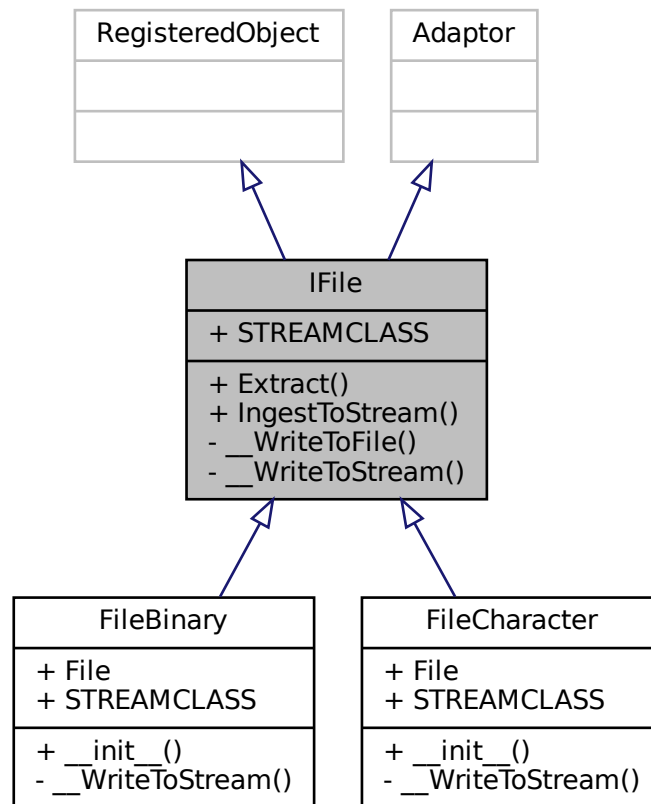 RegisteredObject
Adaptor
IFile
+ STREAMCLASS
+ Extract()
+ IngestToStream()
- __WriteToFile()
- __WriteToStream()
FileBinary
+ File
+ STREAMCLASS
+ __init__()
- __WriteToStream()
FileCharacter
+ File
+ STREAMCLASS
+ __init__()
- __WriteToStream()